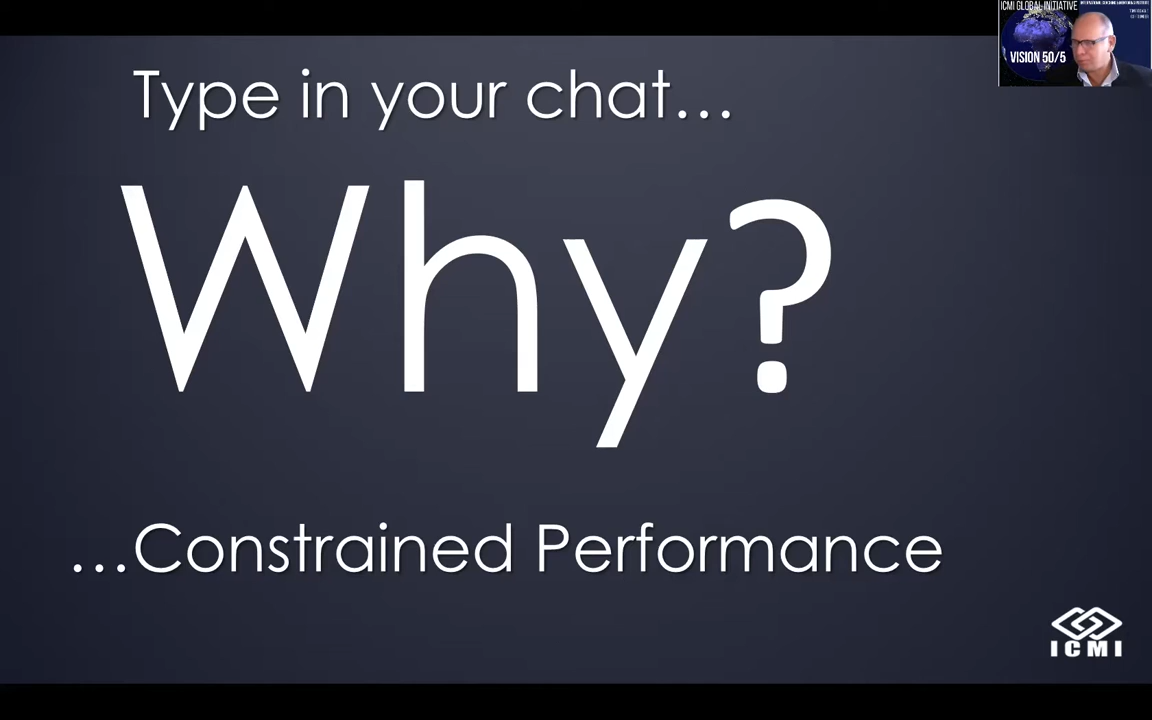 ICMI GLOBAL INITIATIVE
VISION 50/5
Type in your chat…
Why?
…Constrained Performance
ICMI